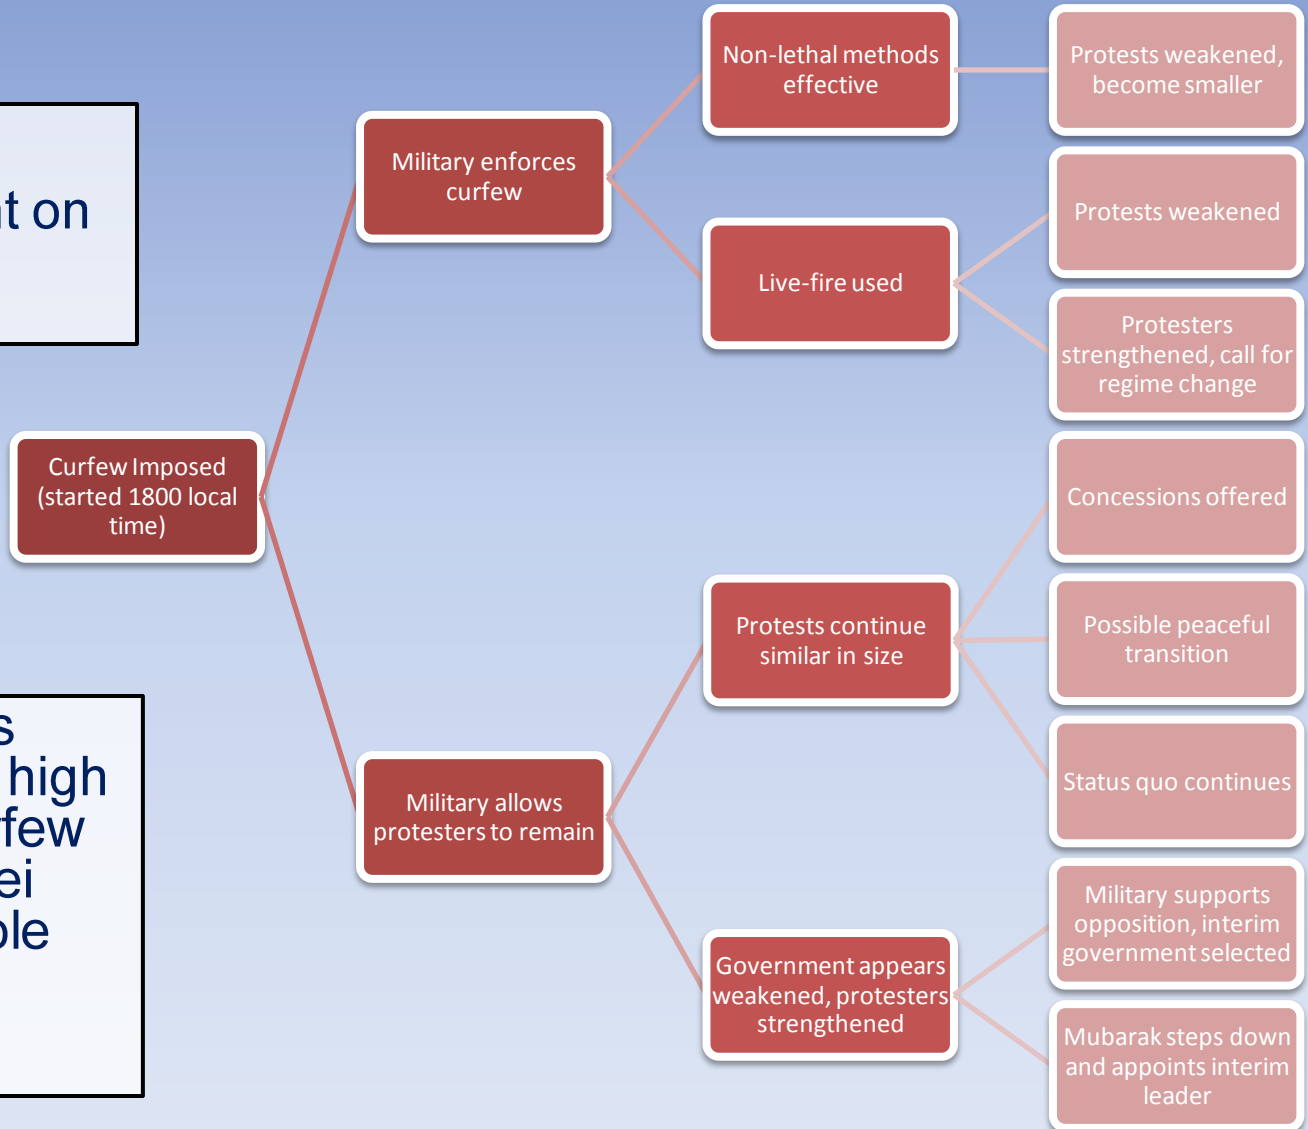 nt on
Curfew Imposed
(started 1800 local
time)
s
high
few
ei
ole
Military enforces
curfew
Military allows
protesters to remain
Non-lethal methods
effective
Live-fire used
Protests continue
similar in size
Government appears
weakened, protesters
strengthened
Protests weakened,
become smaller
Protests weakened
Protesters
strengthened, call for
regime change
Concessions offered
Possible peaceful
transition
Status quo continues
Military supports
opposition, interim
government selected
Mubarak steps down
and appoints interim
leader